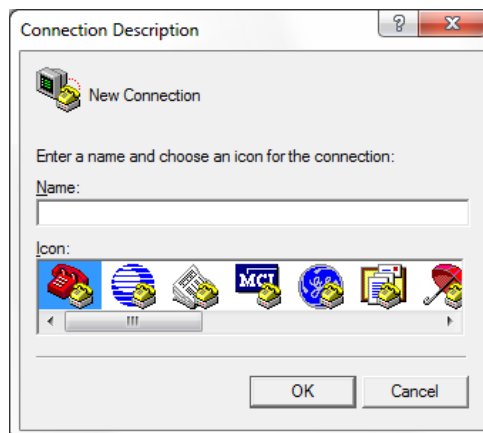 Connection Description
New Connection
Enter a name and choose an icon for the connection:
Name:
Icon:
MCI
OK
Cancel